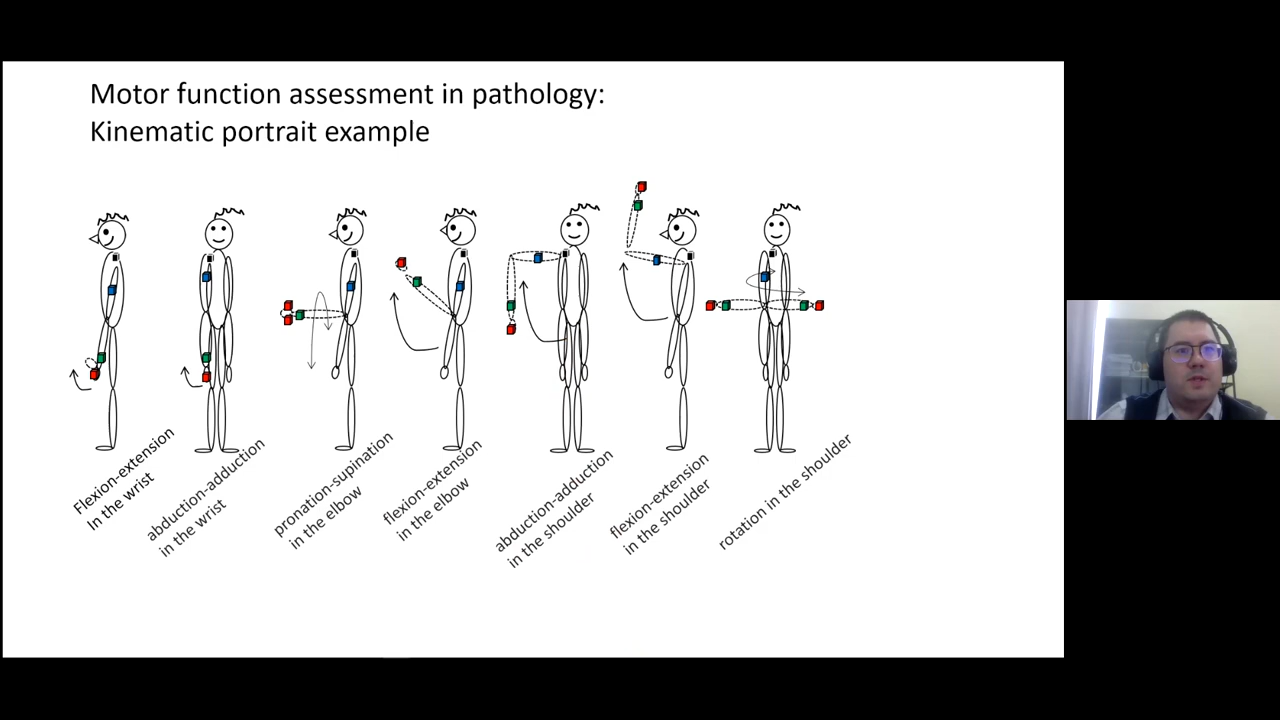 Motor function assessment in pathology:
Kinematic portrait example
Flexion-extension
In the wrist
abduction-adduction
in the wrist
pronation-supination
in the elbow
flexion-extension
in the elbow
abduction-adduction
in the shoulder
flexion-extension
in the shoulder
rotation in the shoulder